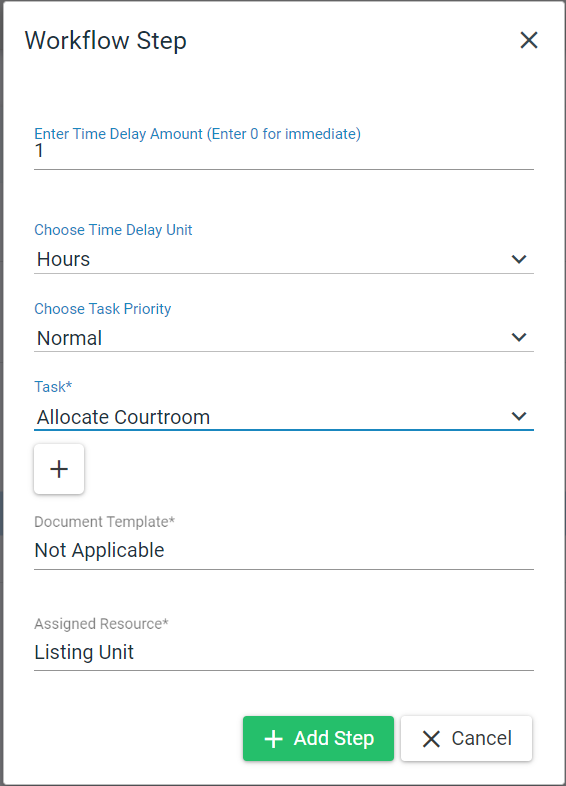 Workflow Step
Enter Time Delay Amount (Enter 0 for immediate)
1
Choose Time Delay Unit
Hours
Choose Task Priority
Normal
Task*
Allocate Courtroom
Document Template*
Not Applicable
Assigned Resource*
Listing Unit
Add Step
Cancel